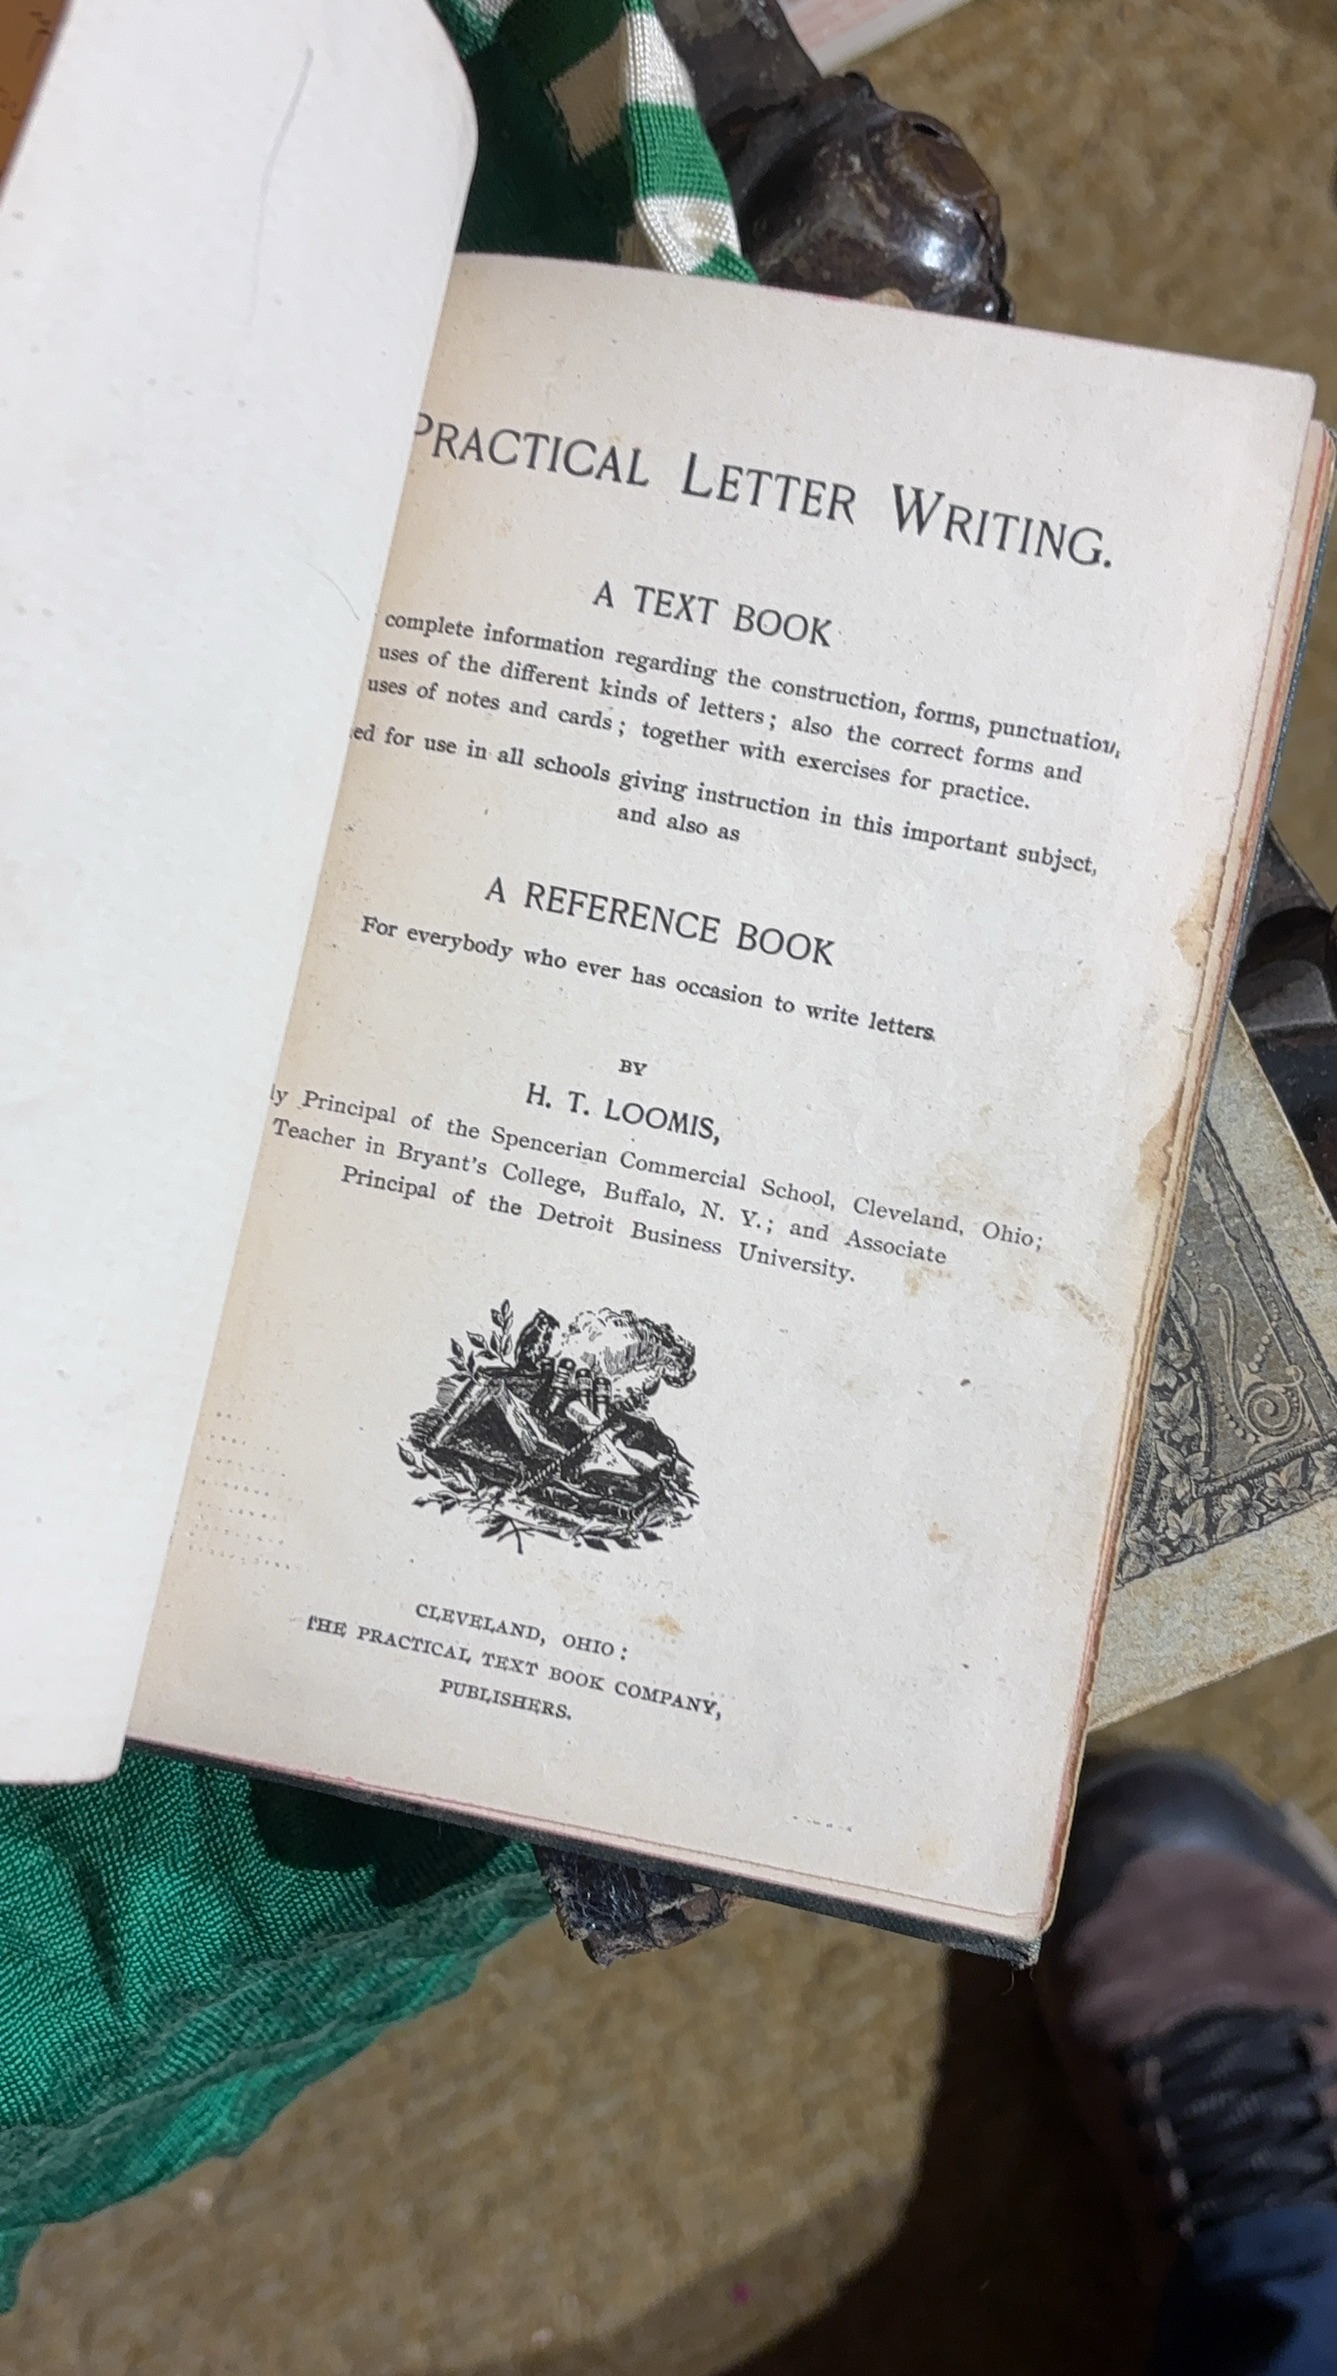 PRACTICAL LETTER WRITING.
A TEXT BOOK
complete information regarding the construction, forms, punctuation,
uses of the different kinds of letters; also the correct forms and
uses of notes and cards; together with exercises for practice.
ed for use in all schools giving instruction in this important subject,
and also as
A REFERENCE BOOK
For everybody who ever has occasion to write letters.
BY
H. T. LOOMIS,
ly Principal of the Spencerian Commercial School, Cleveland, Ohio;
Teacher in Bryant's College, Buffalo, N. Y.; and Associate
Principal of the Detroit Business University.
CLEVELAND, OHIO:
THE PRACTICAL TEXT BOOK COMPANY,
PUBLISHERS.